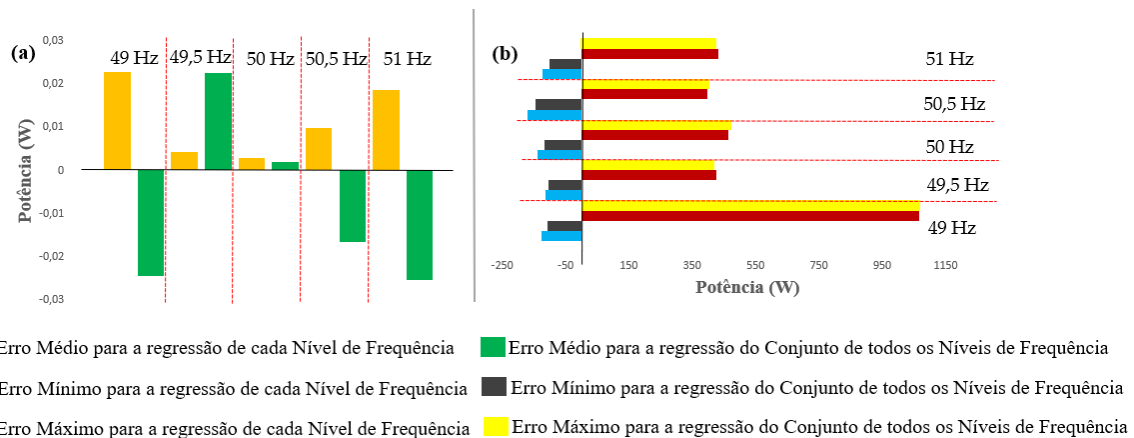 (a)
49 Hz 49,5 Hz 50 Hz 50,5 Hz 51 Hz
Potência (W)
0,03
0,02
0,01
0
-0,01
-0,02
-0,03
(b)
51 Hz
50,5 Hz
50 Hz
49,5 Hz
49 Hz
-250 -50 150 350 550 750 950 1150
Potência (W)
Erro Médio para a regressão de cada Nível de Frequência
Erro Médio para a regressão do Conjunto de todos os Níveis de Frequência
Erro Mínimo para a regressão de cada Nível de Frequência
Erro Mínimo para a regressão do Conjunto de todos os Níveis de Frequência
Erro Máximo para a regressão de cada Nível de Frequência
Erro Máximo para a regressão do Conjunto de todos os Níveis de Frequência